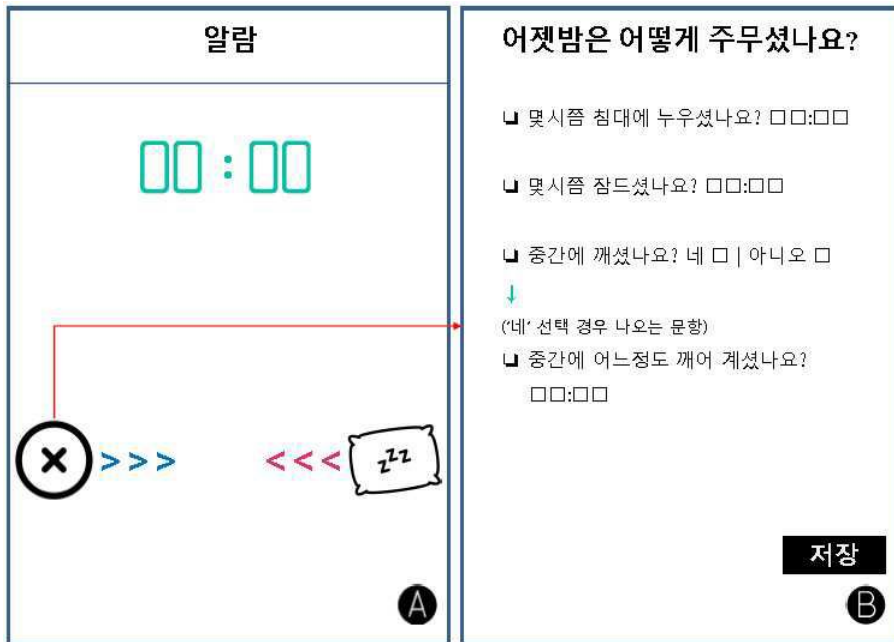 알람
□□:□□
> > >
< < <
zzz
A
어젯밤은 어떻게 주무셨나요?
❑ 몇시쯤 침대에 누우셨나요? □□:□□
❑ 몇시쯤 잠드셨나요? □□:□□
❑ 중간에 깨셨나요? 네 □ | 아니오 □
↓
('네' 선택 경우 나오는 문항)
❑ 중간에 어느정도 깨어 계셨나요?
□□:□□
저장
B